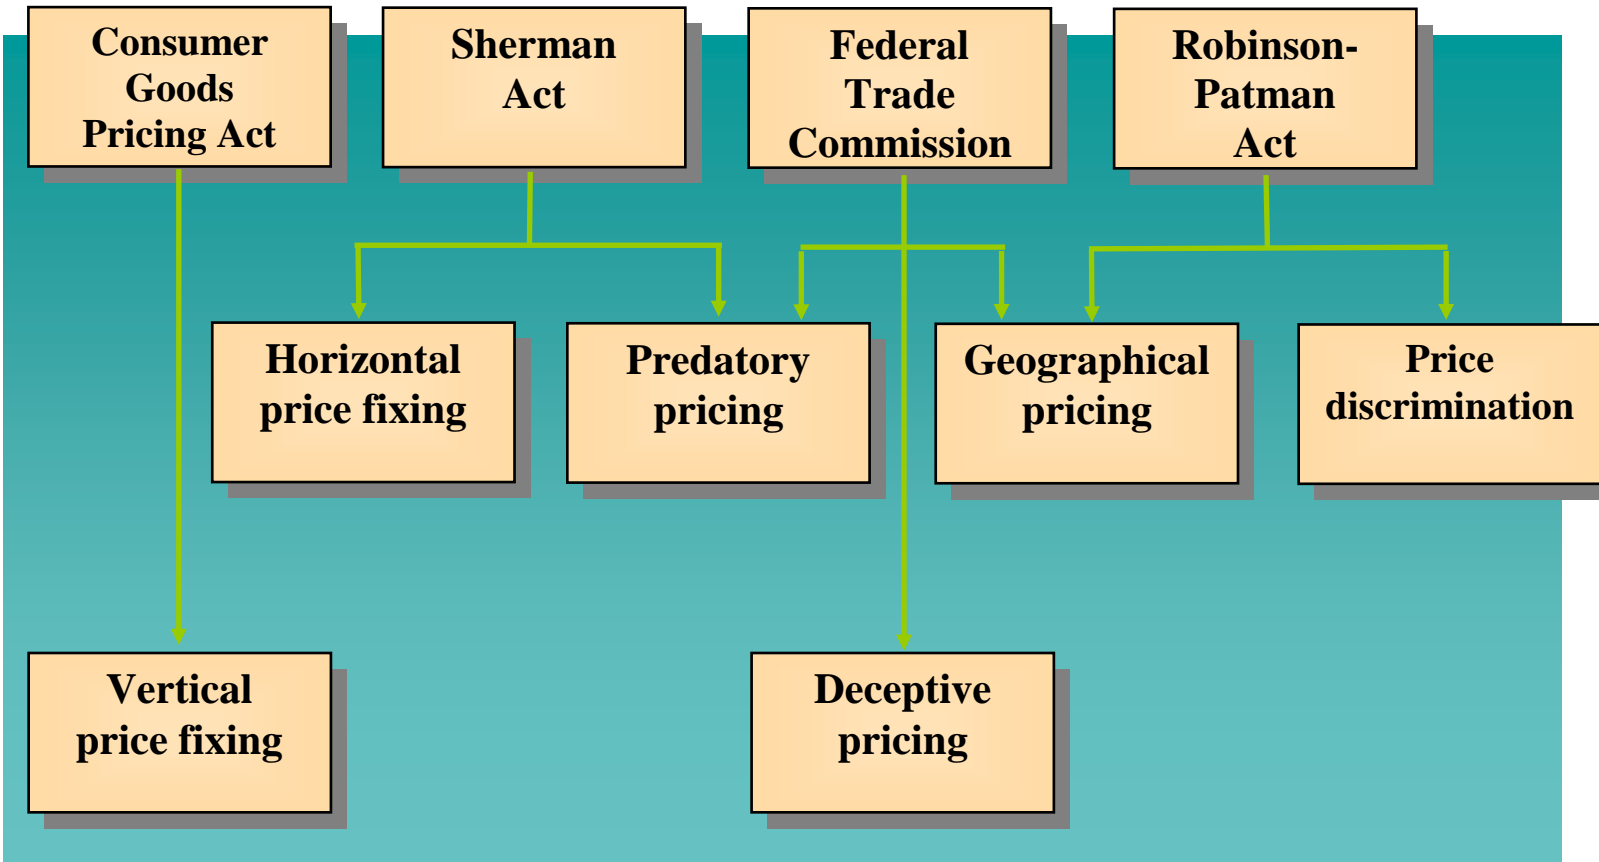 Consumer
Goods
Pricing Act
Sherman
Act
Federal
Trade
Commission
Robinson-
Patman
Act
Horizontal
price fixing
Predatory
pricing
Geographical
pricing
Price
discrimination
Vertical
price fixing
Deceptive
pricing